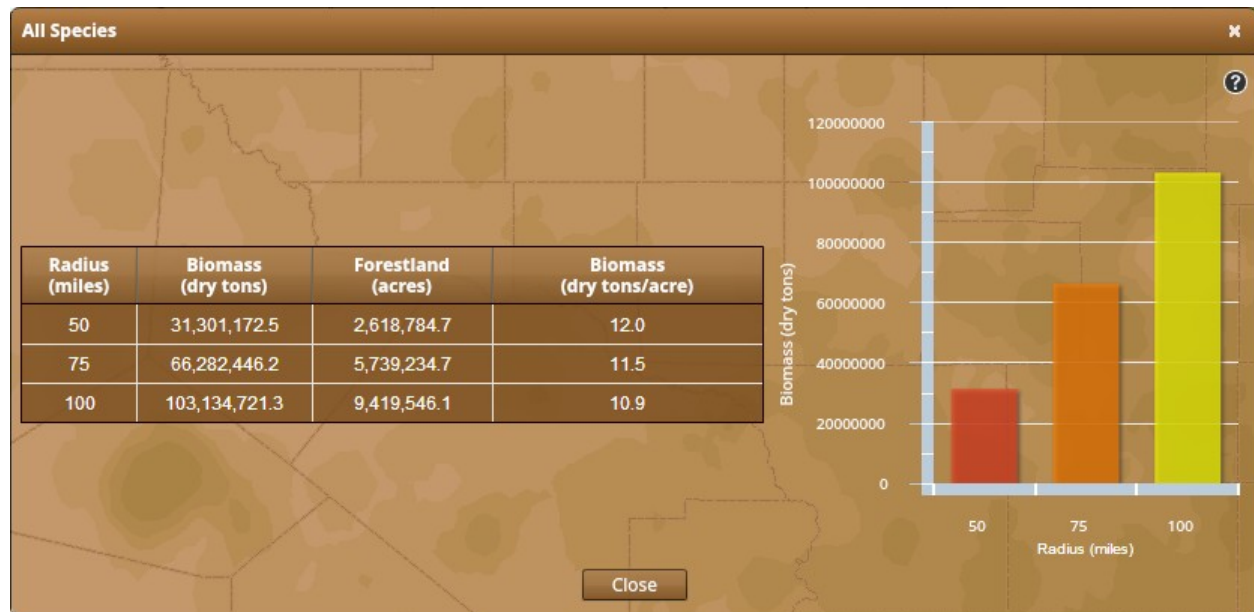 All Species
×
?
Radius (miles) Biomass (dry tons) Forestland (acres) Biomass (dry tons/acre)
50 31,301,172.5 2,618,784.7 12.0
75 66,282,446.2 5,739,234.7 11.5
100 103,134,721.3 9,419,546.1 10.9
Biomass (dry tons)
120000000
100000000
80000000
60000000
40000000
20000000
0
50 75 100
Radius (miles)
Close